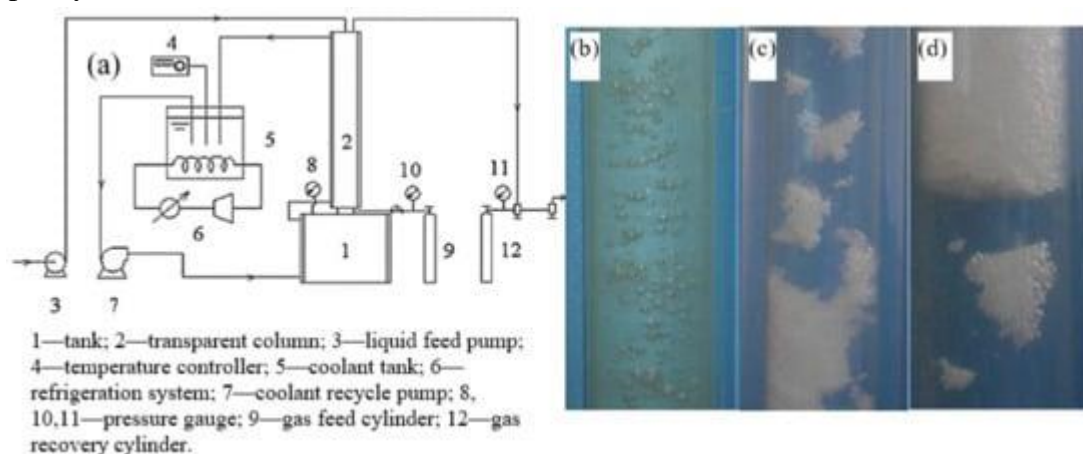 (a)
4
5
6
3
7
2
8
1
10
9
11
12
(b)
(c)
(d)
1—tank; 2—transparent column; 3—liquid feed pump;
4—temperature controller; 5—coolant tank; 6—
refrigeration system; 7—coolant recycle pump; 8,
10,11—pressure gauge; 9—gas feed cylinder; 12—gas
recovery cylinder.